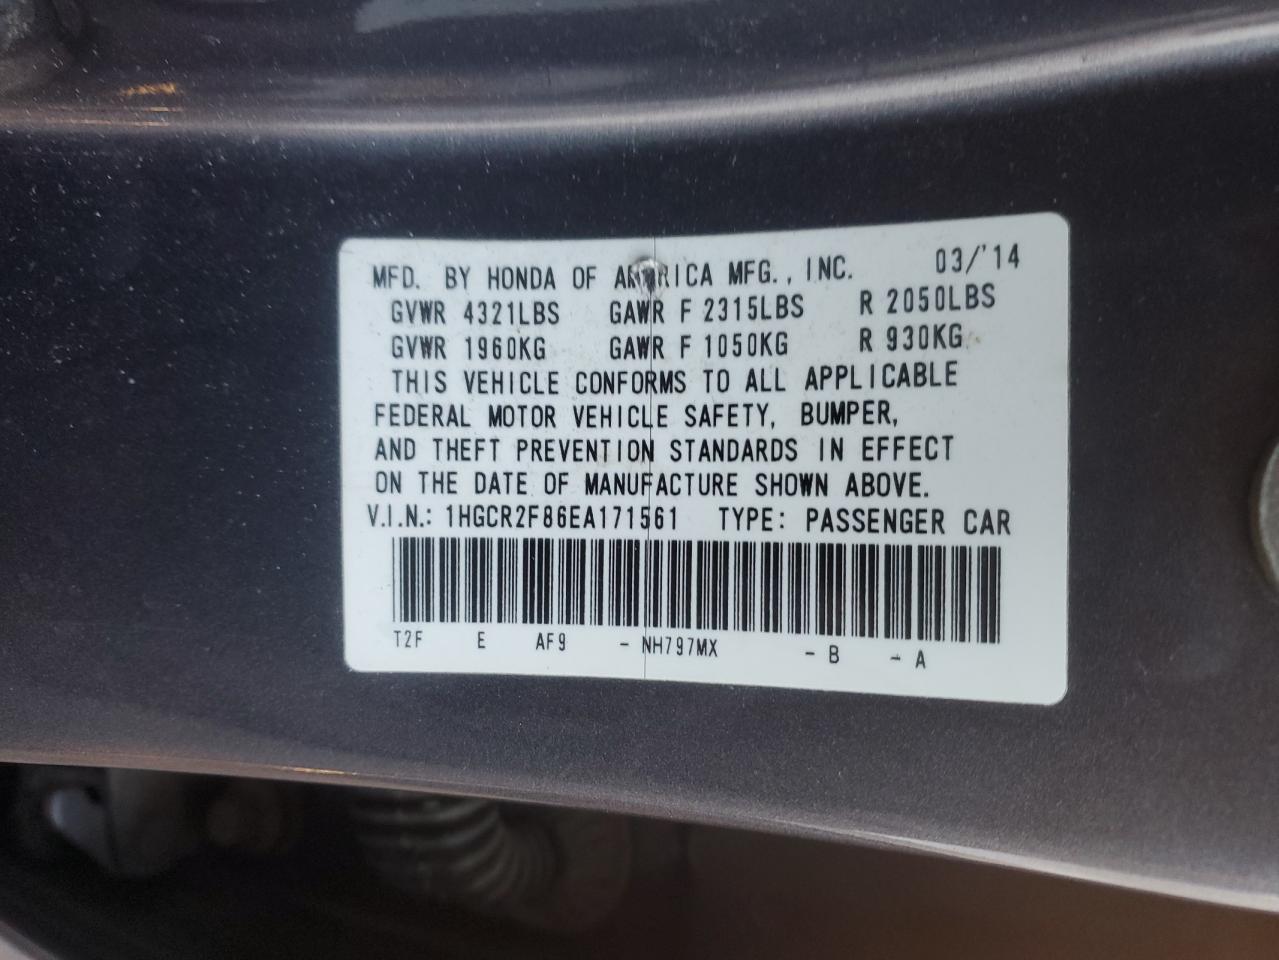 MFD. BY HONDA OF AMERICA MFG., INC. 03/'14
GVWR 4321LBS GAWR F 2315LBS R 2050LBS
GVWR 1960KG GAWR F 1050KG R 930KG
THIS VEHICLE CONFORMS TO ALL APPLICABLE
FEDERAL MOTOR VEHICLE SAFETY, BUMPER,
AND THEFT PREVENTION STANDARDS IN EFFECT
ON THE DATE OF MANUFACTURE SHOWN ABOVE.
V.I.N.: 1HGCR2F86EA171561 TYPE: PASSENGER CAR
T2F E AF9 - NH797MX - B - A